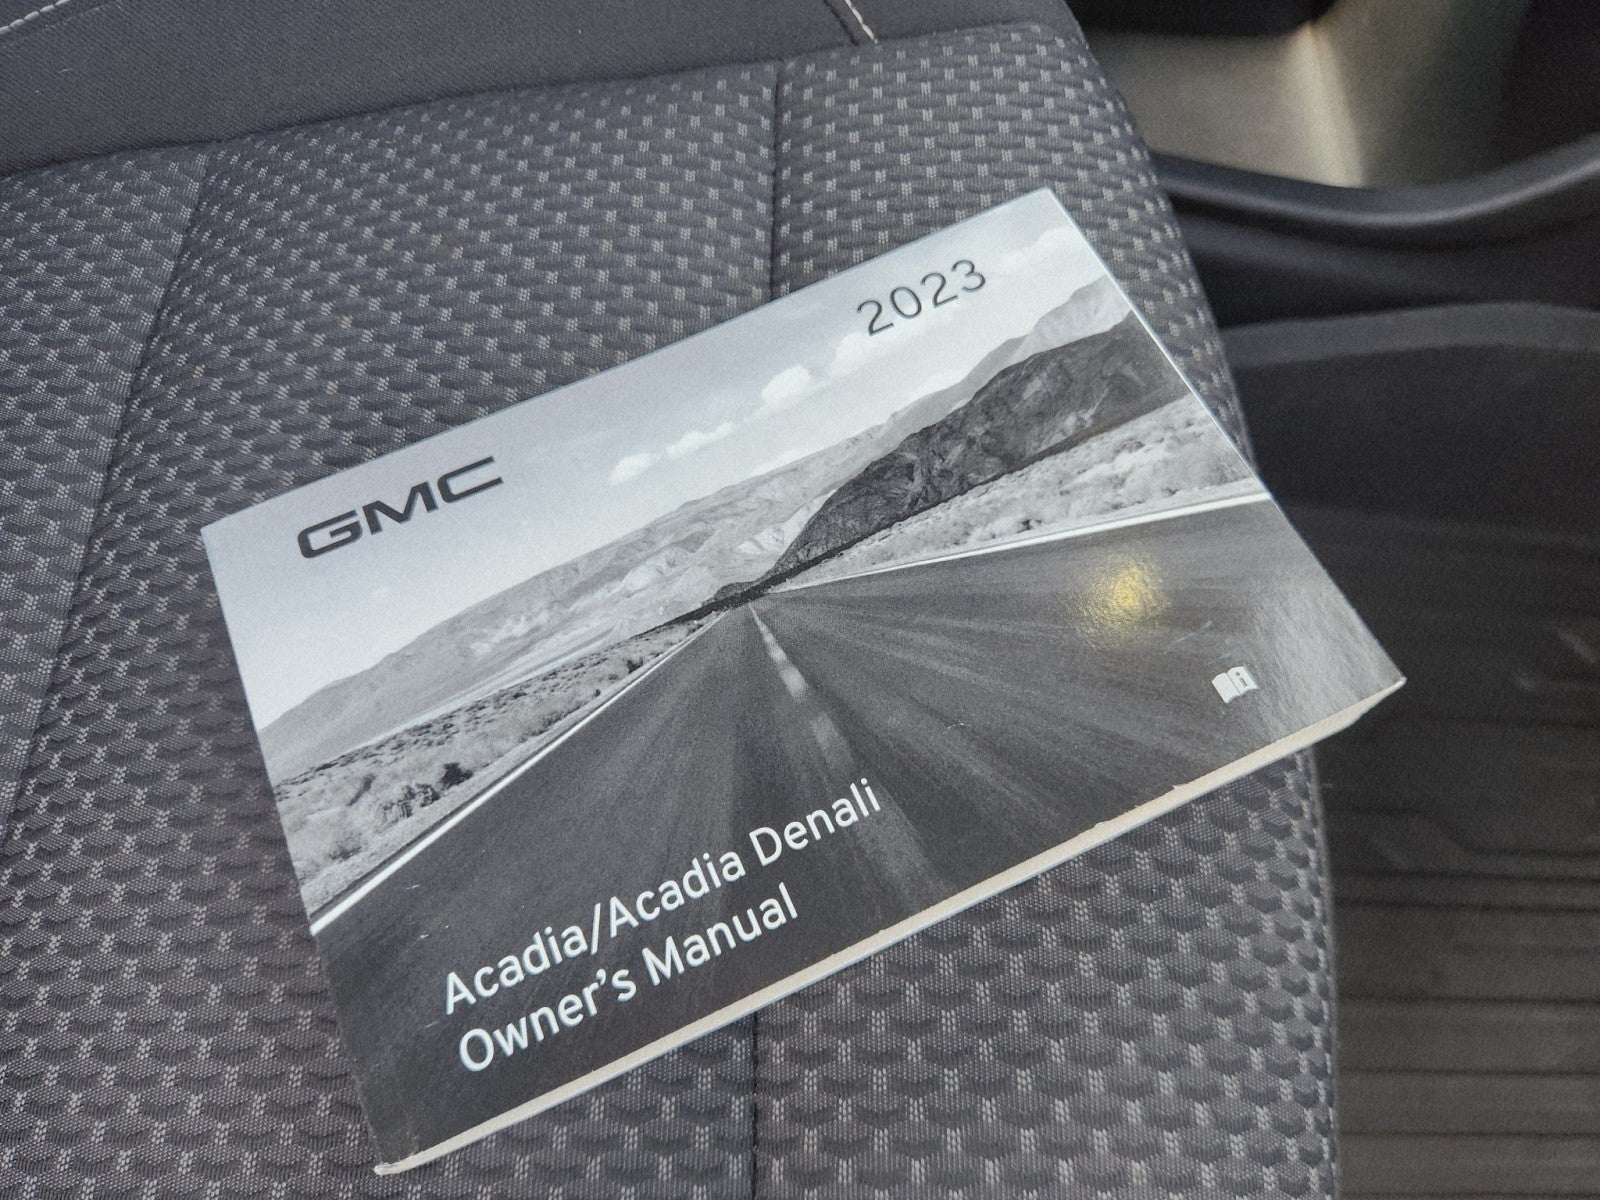 2023
GMC
Acadia/Acadia Denali
Owner's Manual